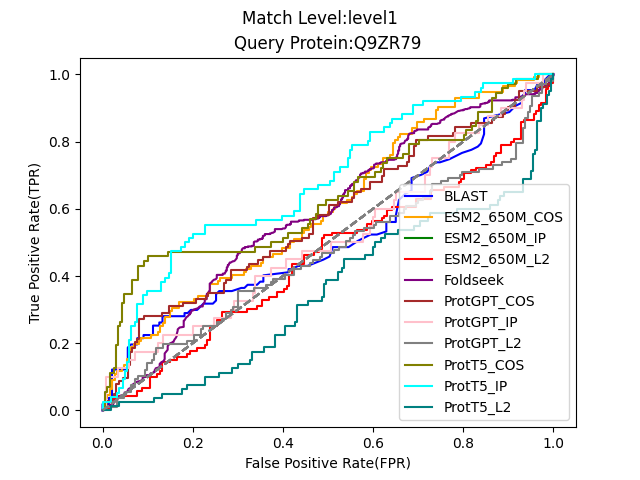 Match Level:level1
Query Protein:Q9ZR79
True Positive Rate(TPR)
1.0
0.8
0.6
0.4
0.2
0.0
BLAST
ESM2_650M_COS
ESM2_650M_IP
ESM2_650M_L2
Foldseek
ProtGPT_COS
ProtGPT_IP
ProtGPT_L2
ProtT5_COS
ProtT5_IP
ProtT5_L2
0.0 0.2 0.4 0.6 0.8 1.0
False Positive Rate(FPR)